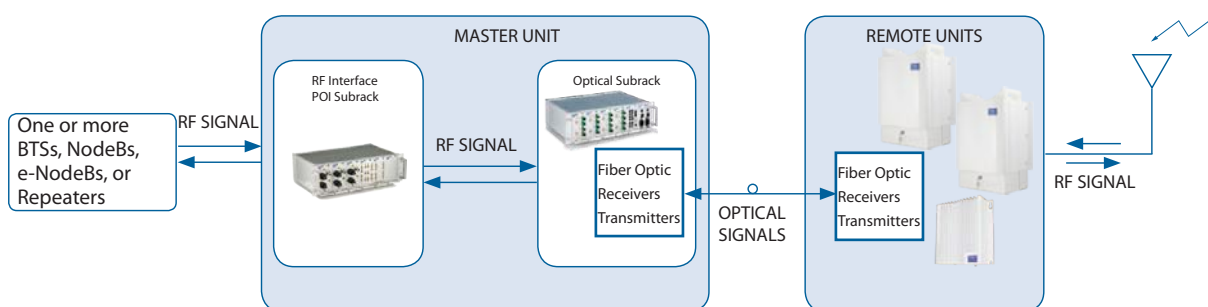 MASTER UNIT
REMOTE UNITS
RF Interface
POI Subrack
Optical Subrack
One or more
BTSs, NodeBs,
e-NodeBs, or
Repeaters
RF SIGNAL
RF SIGNAL
Fiber Optic
Receivers
Transmitters
OPTICAL
SIGNALS
Fiber Optic
Receivers
Transmitters
RF SIGNAL